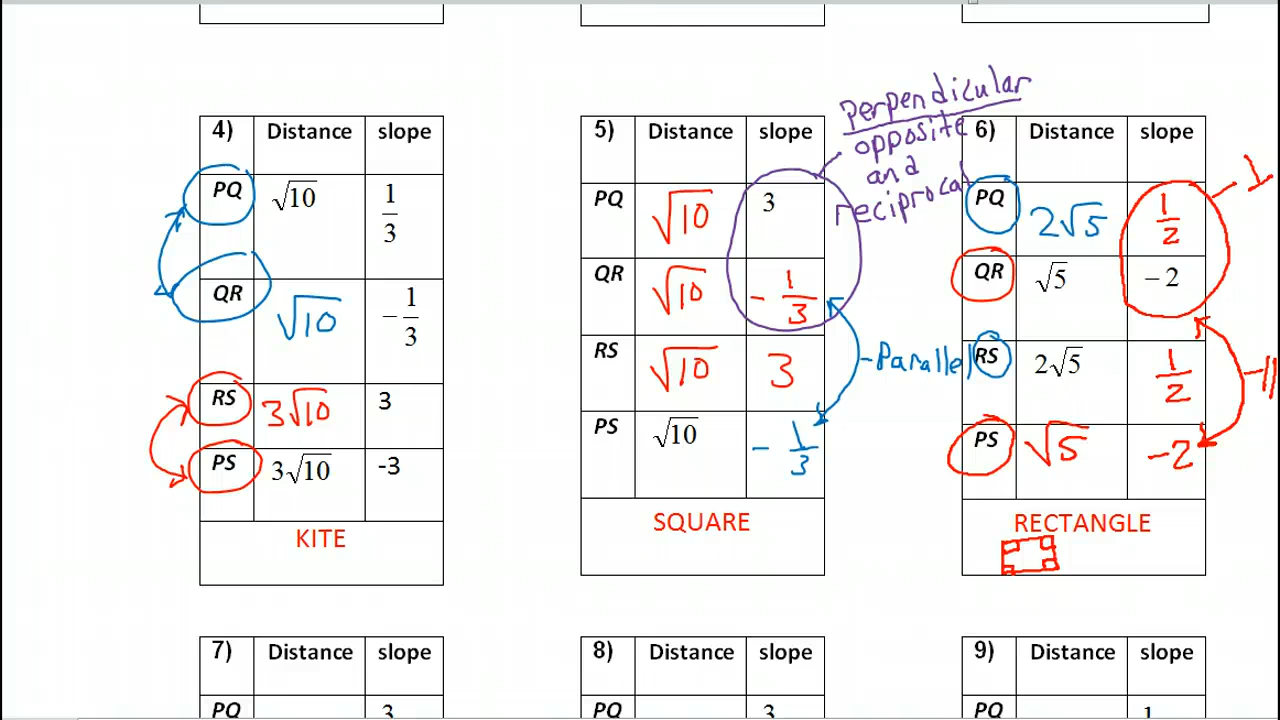 4) Distance slope
PQ √10 1/3
QR √10 -1/3
RS 3√10 3
PS 3√10 -3
KITE
perpendicular
opposite
and
reciprocal
5) Distance slope
PQ √10 3
QR √10 -1/3
RS √10 3
PS √10 -1/3
-Parallel
SQUARE
6) Distance slope
PQ 2√5 1/2
QR √5 -2
RS 2√5 1/2
PS √5 -2
-⊥
-||
RECTANGLE
7) Distance slope
PQ 3
8) Distance slope
PQ 3
9) Distance slope
PQ 1